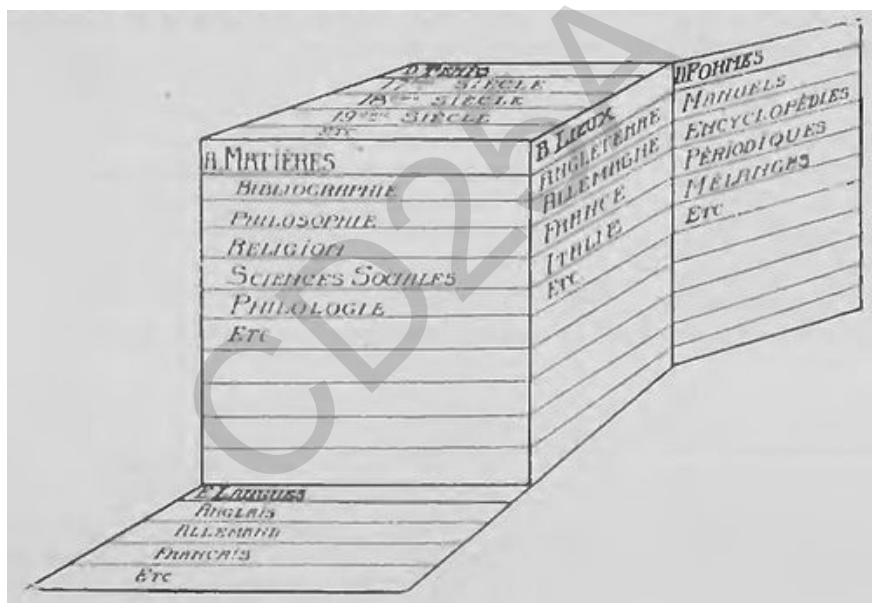 D TEMPS
17ème SIÈCLE
18ème SIÈCLE
19ème SIÈCLE
ETC
A MATIÈRES
BIBLIOGRAPHIE
PHILOSOPHIE
RELIGION
SCIENCES SOCIALES
PHILOLOGIE
ETC
B LIEUX
ANGLETERRE
ALLEMAGNE
FRANCE
ITALIE
ETC
D FORMES
MANUELS
ENCYCLOPÉDIES
PÉRIODIQUES
MÉLANGES
ETC
E LANGUES
ANGLAIS
ALLEMAND
FRANÇAIS
ETC
CD25A